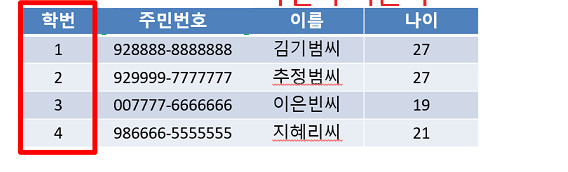 학번 주민번호 이름 나이
1 928888-8888888 김기범씨 27
2 929999-7777777 추정범씨 27
3 007777-6666666 이은빈씨 19
4 986666-5555555 지혜리씨 21